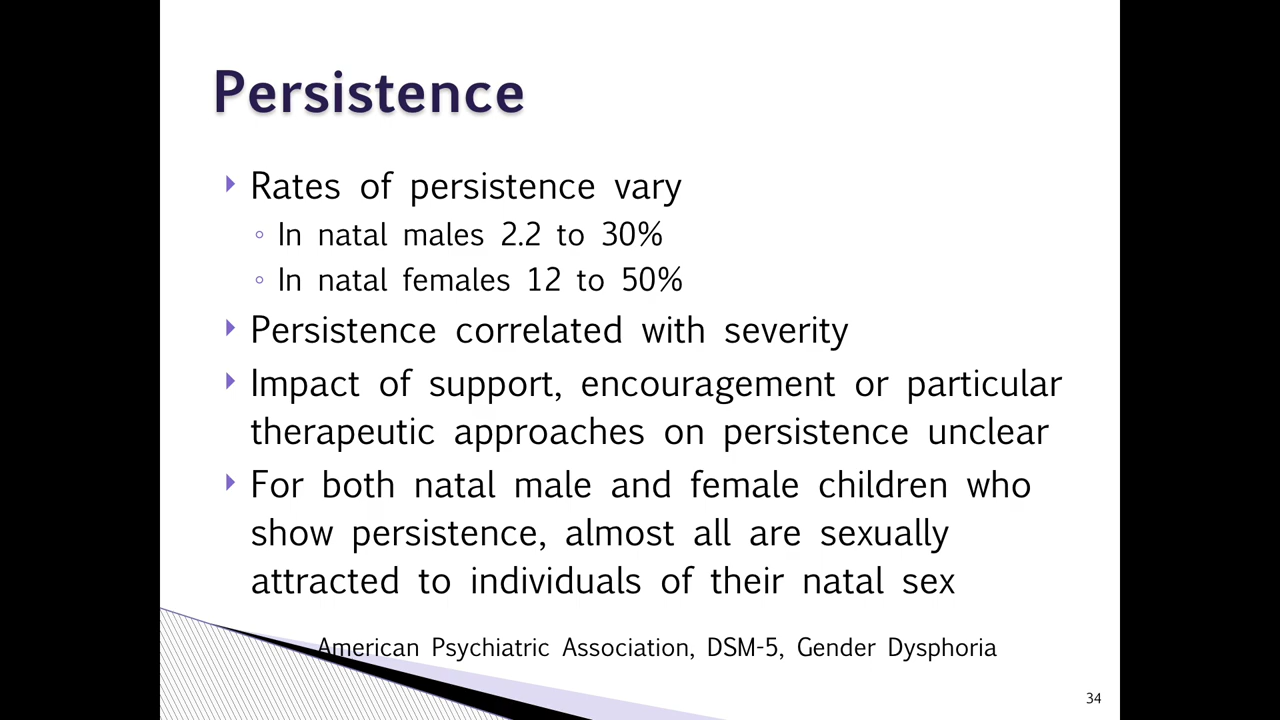 Persistence
Rates of persistence vary
In natal males 2.2 to 30%
In natal females 12 to 50%
Persistence correlated with severity
Impact of support, encouragement or particular
therapeutic approaches on persistence unclear
For both natal male and female children who
show persistence, almost all are sexually
attracted to individuals of their natal sex
American Psychiatric Association, DSM-5, Gender Dysphoria
34